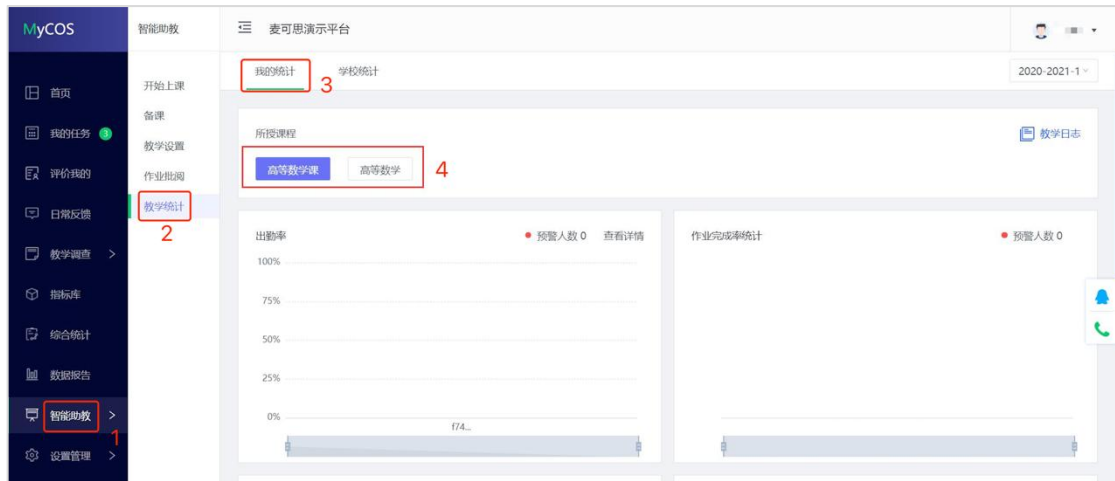 MyCOS
智能助教
麦可思演示平台
我的统计
3
学校统计
2020-2021-1
首页
我的任务
3
评价我的
日常反馈
教学调查
指标库
综合统计
数据报告
智能助教
1
设置管理
开始上课
备课
教学设置
作业批阅
教学统计
2
所授课程
教学日志
高等数学课
高等数学
4
出勤率
预警人数 0
查看详情
100%
75%
50%
25%
0%
f74...
作业完成率统计
预警人数 0